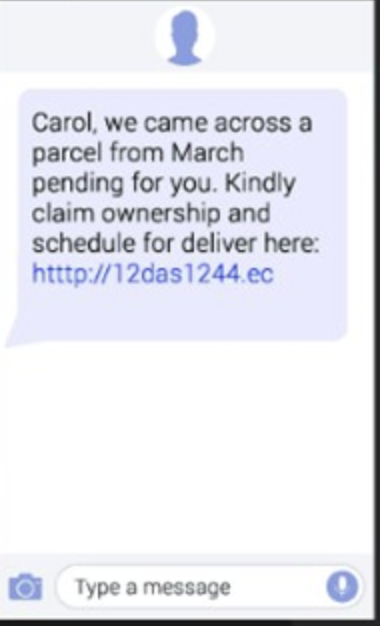 Carol, we came across a
parcel from March
pending for you. Kindly
claim ownership and
schedule for deliver here:
htttp://12das1244.ec
Type a message